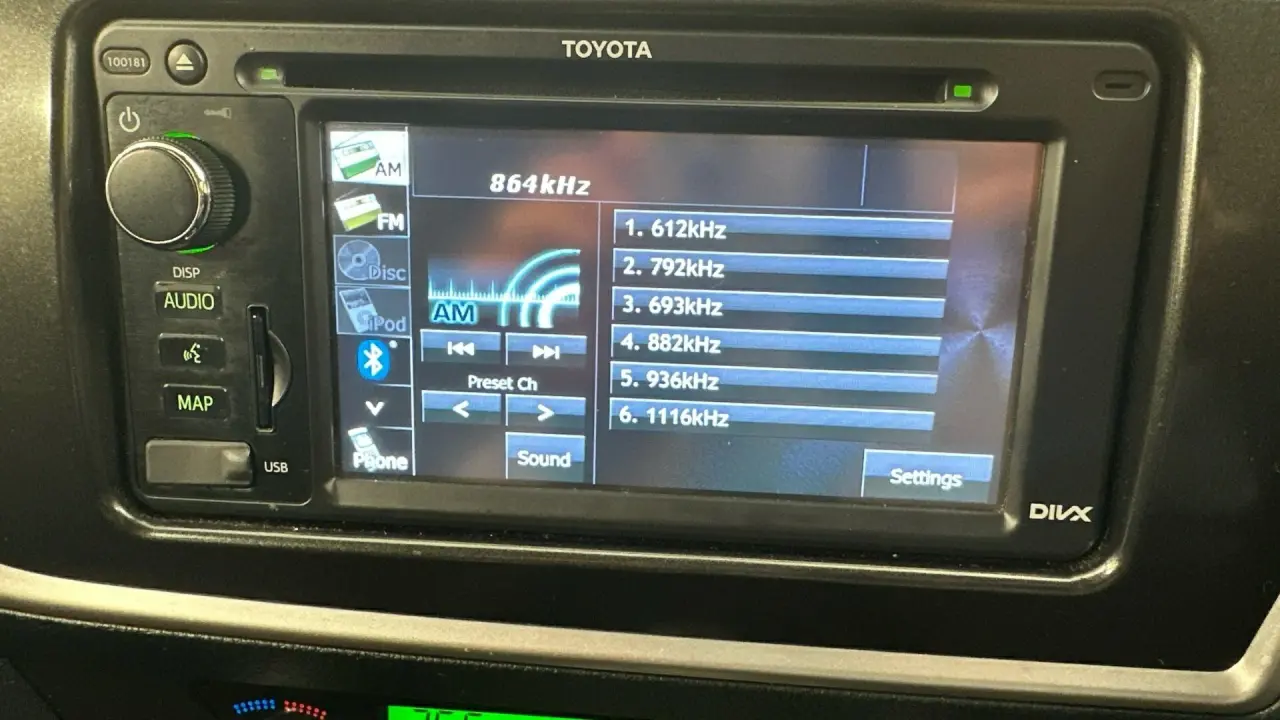 TOYOTA
100181
DISP
AUDIO
MAP
USB
AM
FM
Disc
iPod
Phone
864kHz
AM
Preset Ch
<
>
Sound
1. 612kHz
2. 792kHz
3. 693kHz
4. 882kHz
5. 936kHz
6. 1116kHz
Settings
DIVX